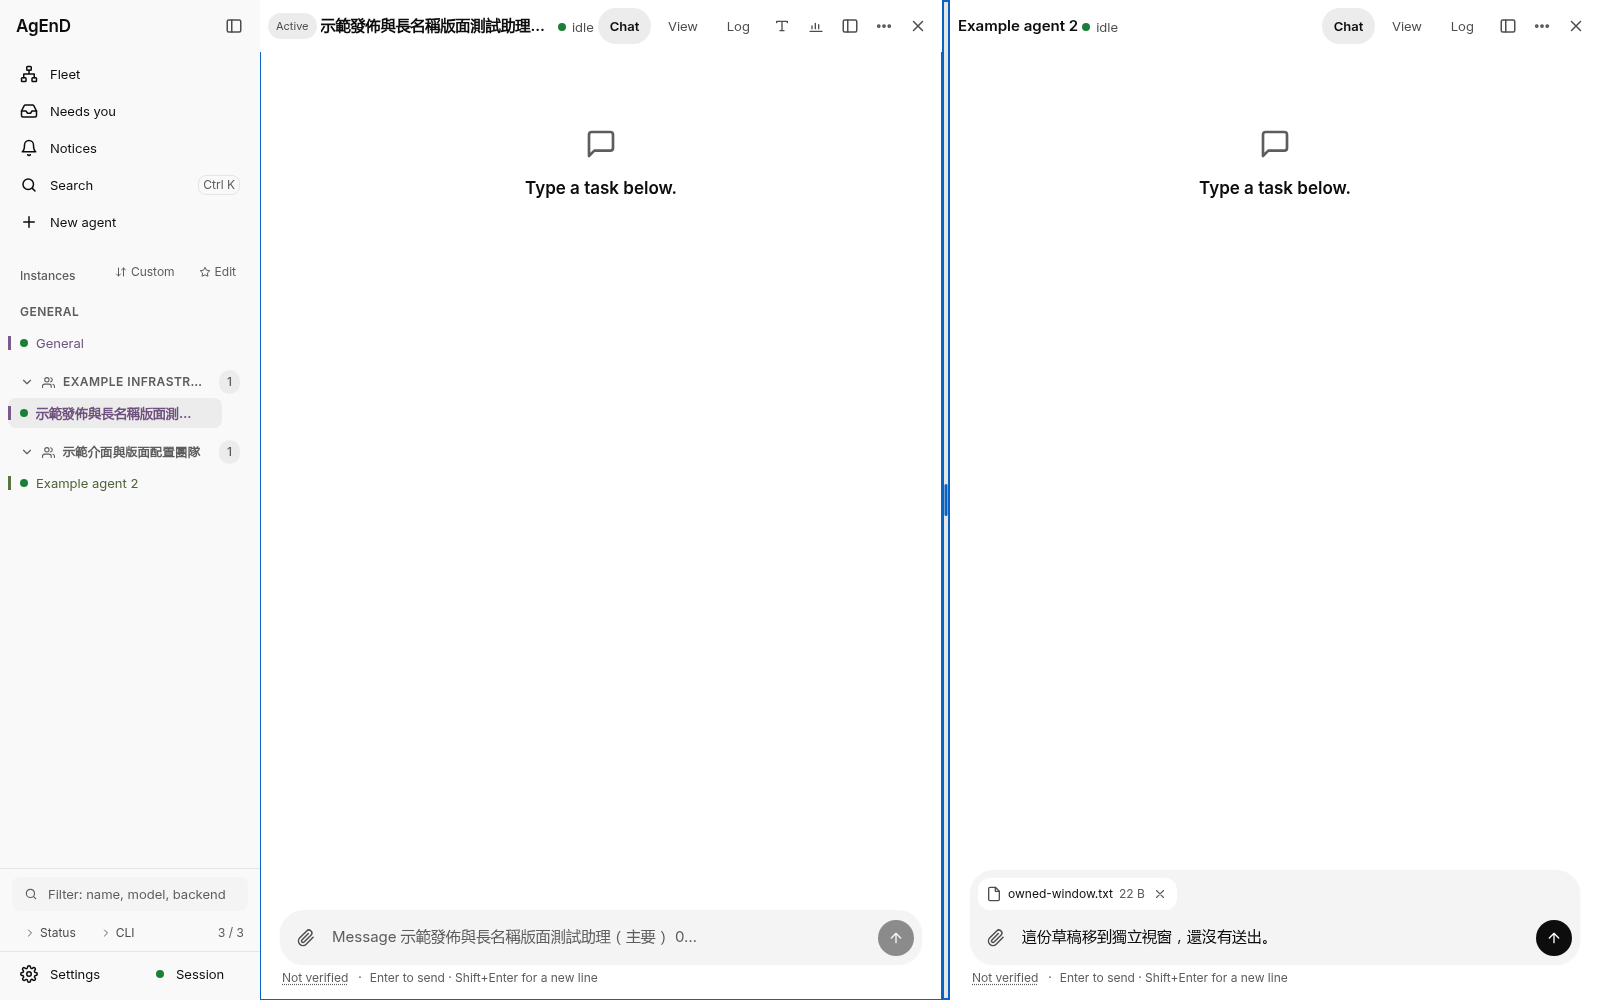 AgEnD
Fleet
Needs you
Notices
Search Ctrl K
New agent
Instances Custom Edit
GENERAL
General
EXAMPLE INFRASTR... 1
示範發佈與長名稱版面測...
示範介面與版面配置團隊 1
Example agent 2
Filter: name, model, backend
Status CLI 3 / 3
Settings Session
Active 示範發佈與長名稱版面測試助理... idle Chat View Log
Type a task below.
Message 示範發佈與長名稱版面測試助理（主要） 0...
Not verified · Enter to send · Shift+Enter for a new line
Example agent 2 idle Chat View Log
Type a task below.
owned-window.txt 22 B
這份草稿移到獨立視窗，還沒有送出。
Not verified · Enter to send · Shift+Enter for a new line